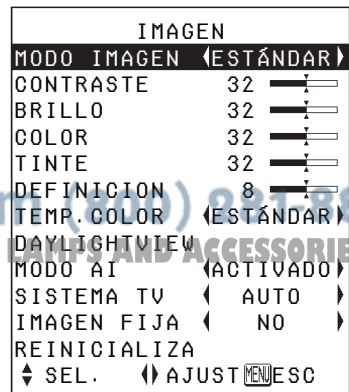 IMAGEN
MODO IMAGEN ESTÁNDAR
CONTRASTE 32
BRILLO 32
COLOR 32
TINTE 32
DEFINICION 8
TEMP.COLOR ESTÁNDAR
DAYLIGHTVIEW
MODO AI ACTIVADO
SISTEMA TV AUTO
IMAGEN FIJA NO
REINICIALIZA
SEL. AJUST MENU ESC